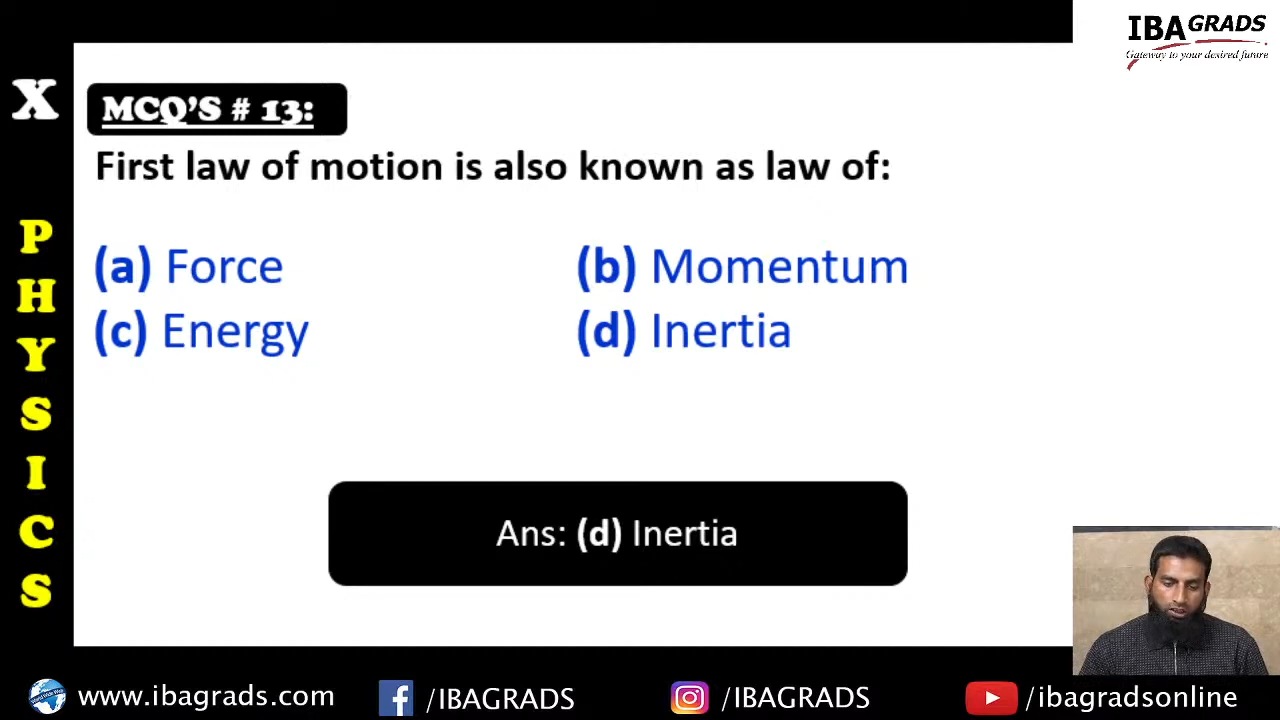 IBA GRADS
Gateway to your desired future
X
PHYSICS
MCQ'S # 13:
First law of motion is also known as law of:
(a) Force (b) Momentum
(c) Energy (d) Inertia
Ans: (d) Inertia
www.ibagrads.com /IBAGRADS /IBAGRADS /ibagradsonline